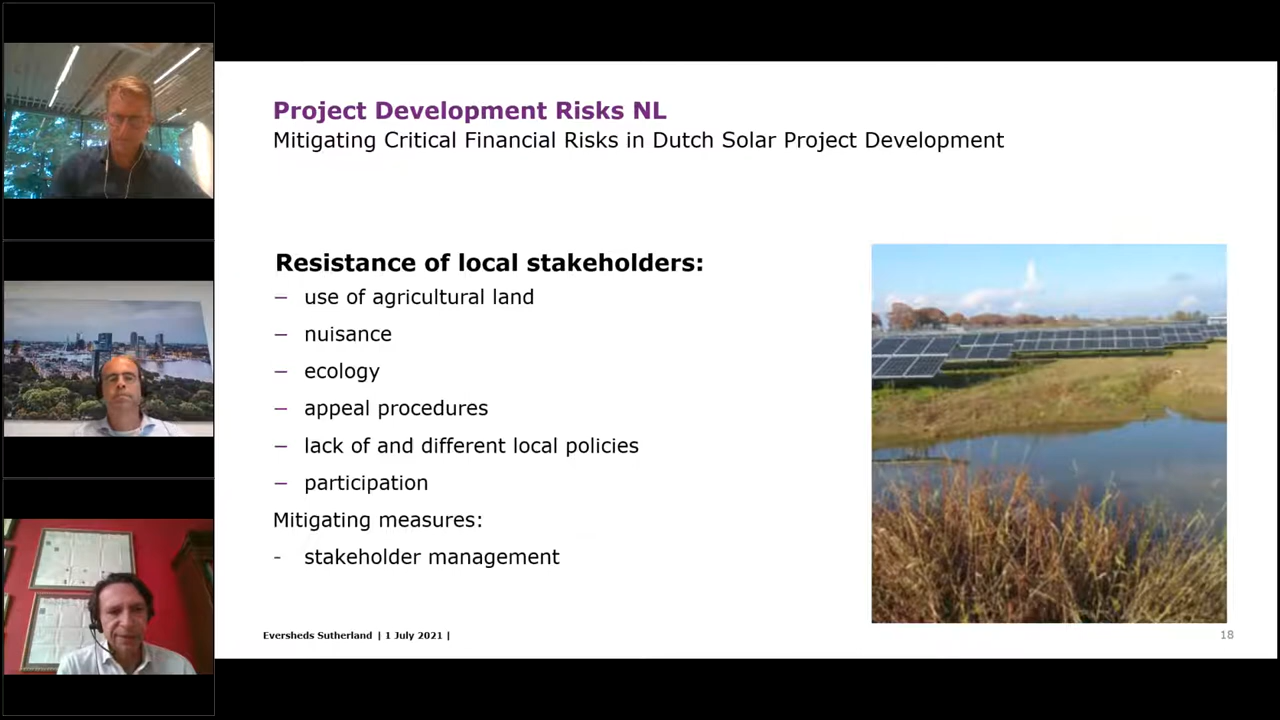 Project Development Risks NL
Mitigating Critical Financial Risks in Dutch Solar Project Development
Resistance of local stakeholders:
– use of agricultural land
– nuisance
– ecology
– appeal procedures
– lack of and different local policies
– participation
Mitigating measures:
- stakeholder management
Eversheds Sutherland | 1 July 2021 |
18